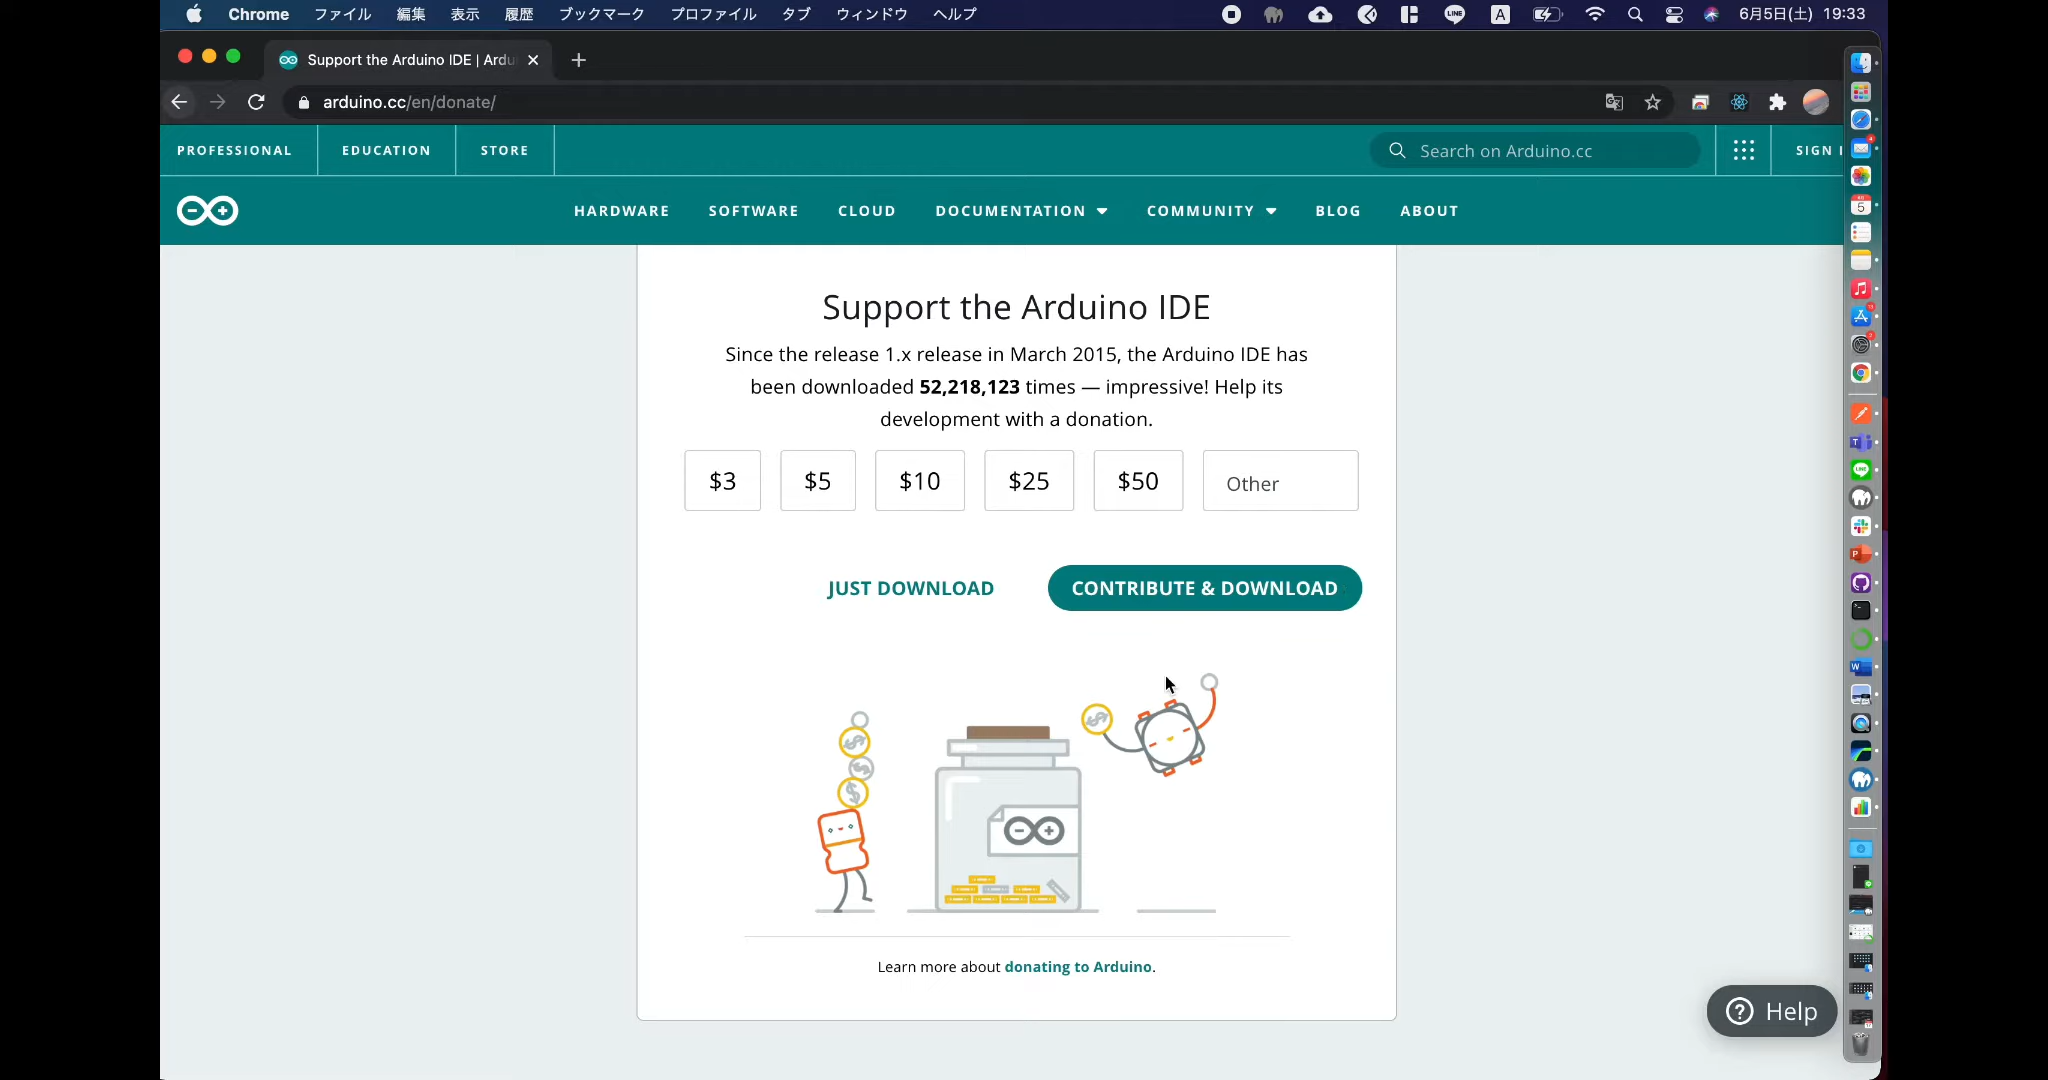 Chrome ファイル 編集 表示 履歴 ブックマーク プロファイル タブ ウィンドウ ヘルプ LINE A 6月5日(土) 19:33
Support the Arduino IDE | Ardu
arduino.cc/en/donate/
PROFESSIONAL EDUCATION STORE Search on Arduino.cc SIGN I
HARDWARE SOFTWARE CLOUD DOCUMENTATION COMMUNITY BLOG ABOUT
Support the Arduino IDE
Since the release 1.x release in March 2015, the Arduino IDE has
been downloaded 52,218,123 times — impressive! Help its
development with a donation.
$3 $5 $10 $25 $50 Other
JUST DOWNLOAD CONTRIBUTE & DOWNLOAD
Learn more about donating to Arduino.
Help